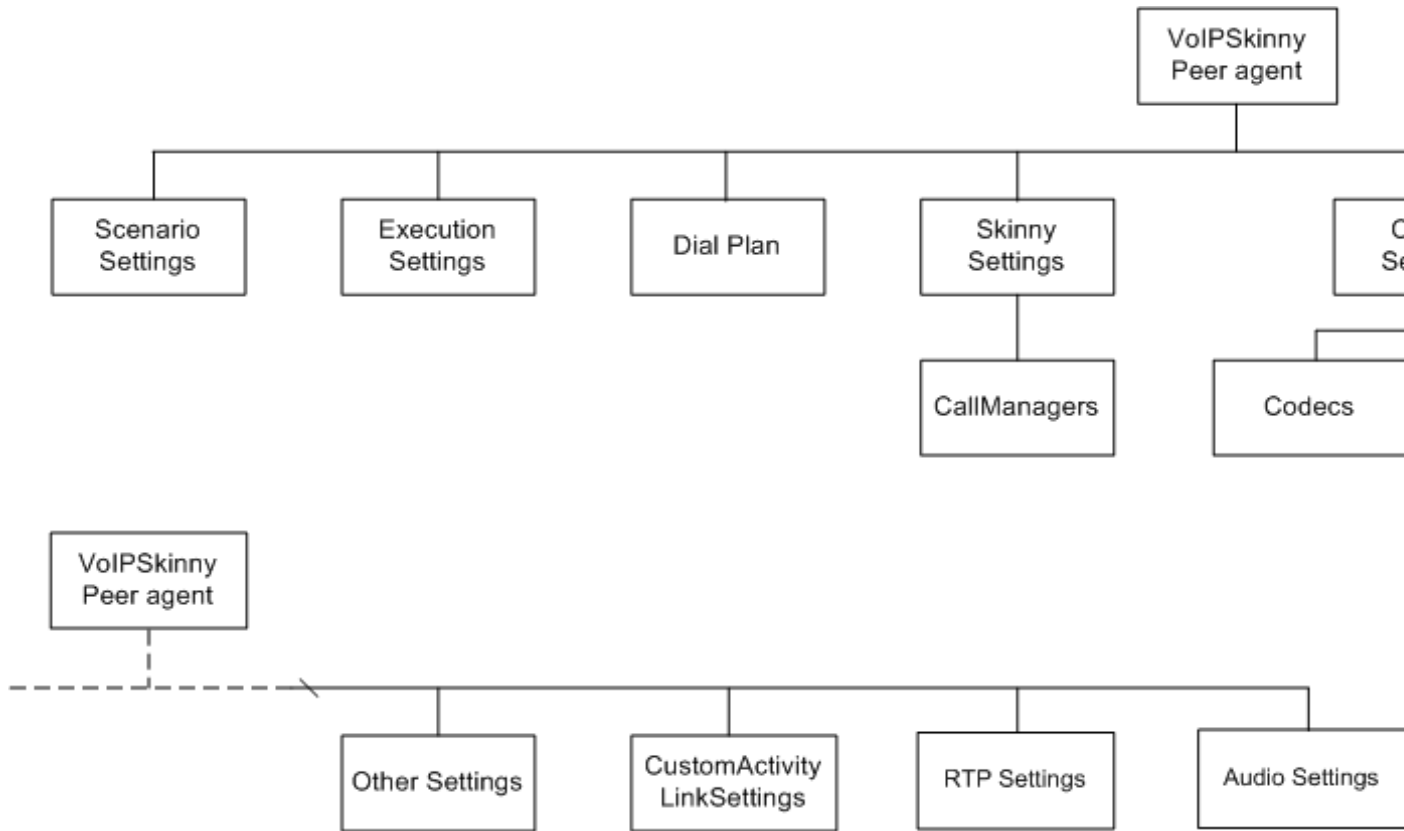 VoIPSkinny
Peer agent
Scenario
Settings
Execution
Settings
Dial Plan
Skinny
Settings
CallManagers
Codecs
VoIPSkinny
Peer agent
Other Settings
CustomActivity
LinkSettings
RTP Settings
Audio Settings